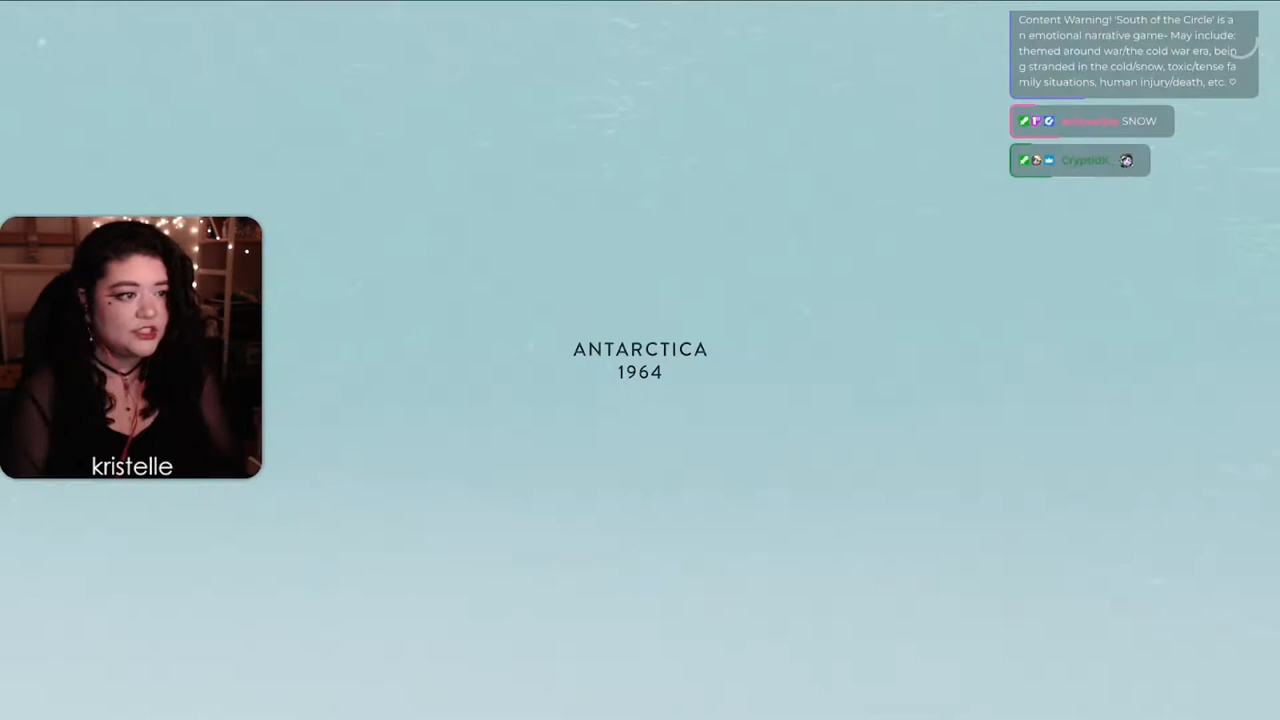 Content Warning! 'South of the Circle' is a
n emotional narrative game- May include:
themed around war/the cold war era, bein
g stranded in the cold/snow, toxic/tense fa
mily situations, human injury/death, etc. ♡
SNOW
CryptidK_
ANTARCTICA
1964
kristelle